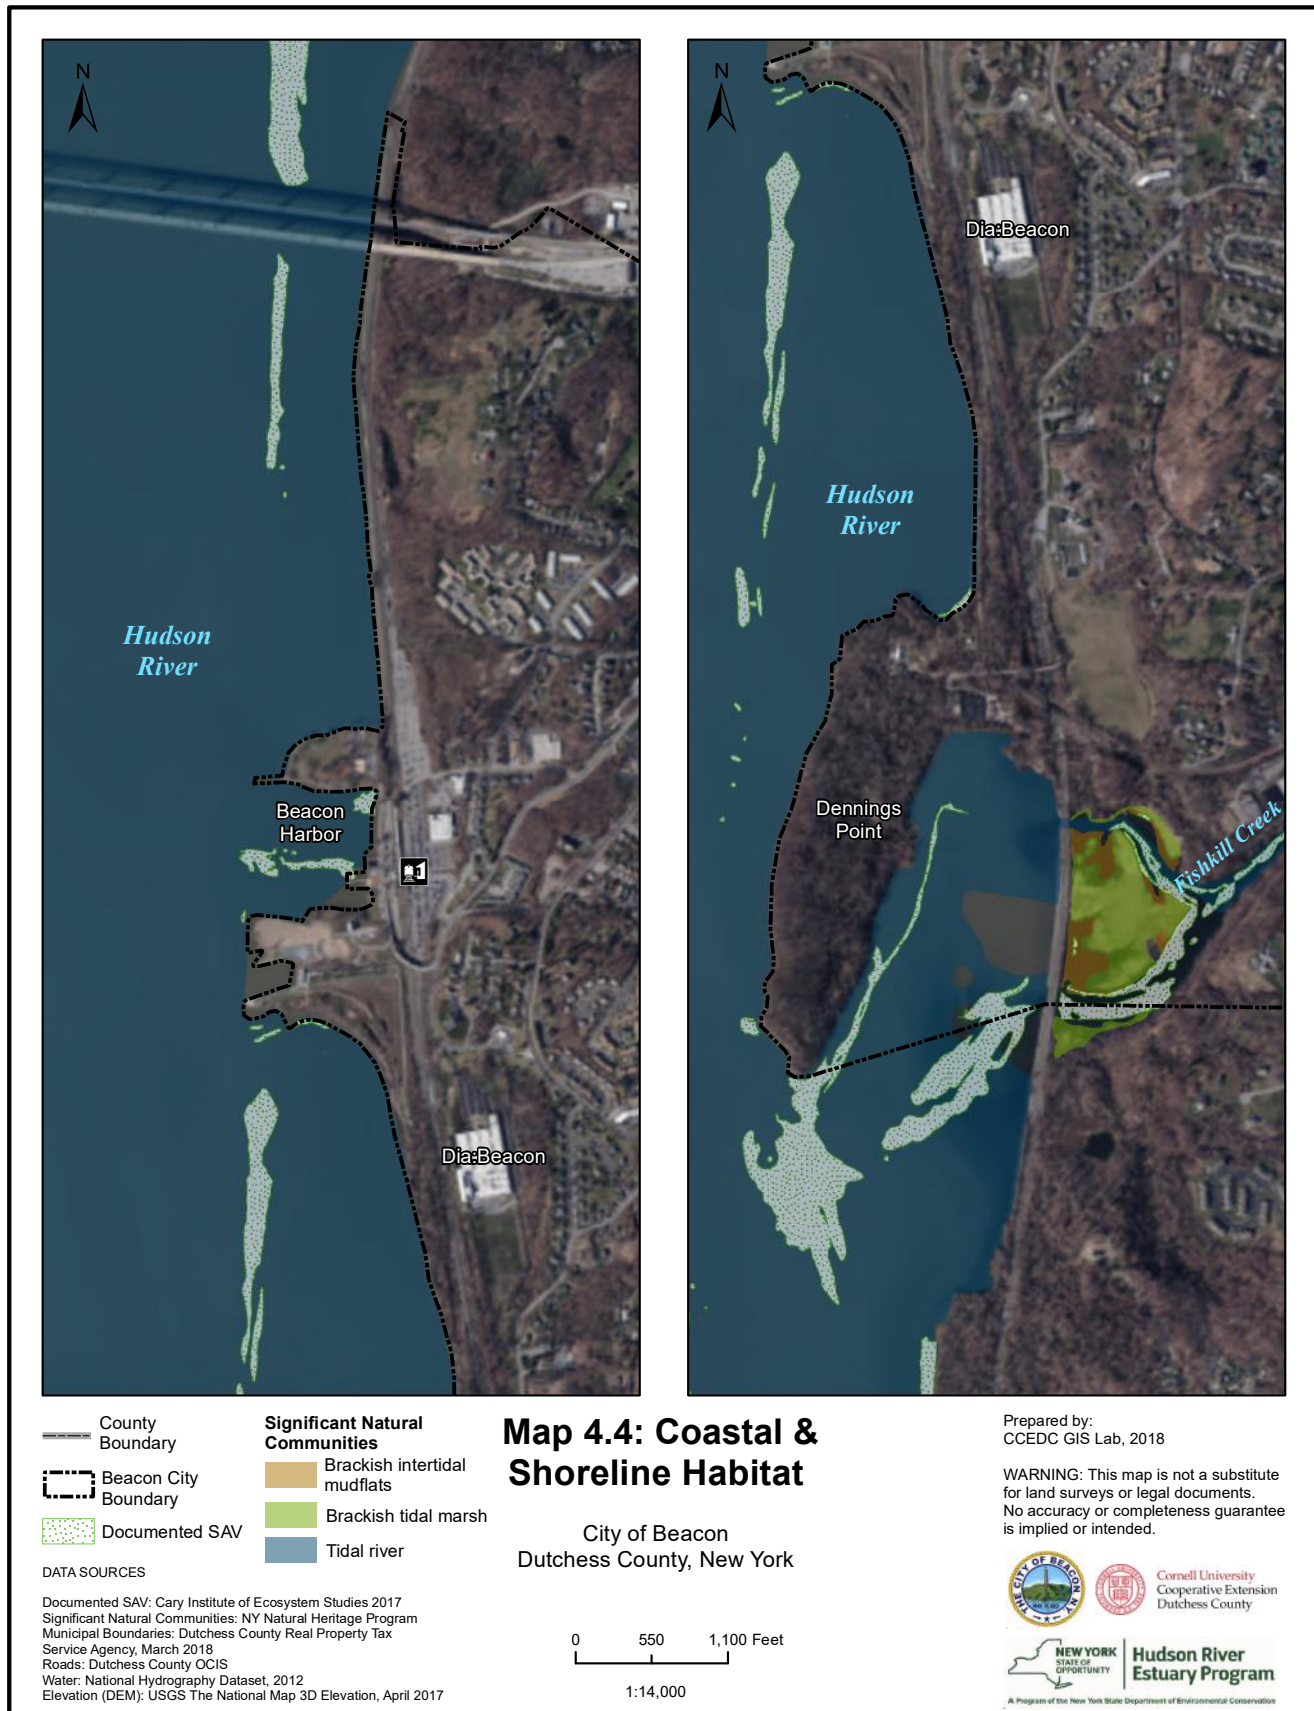 N
Hudson
River
Beacon
Harbor
Dia:Beacon
N
Dia:Beacon
Hudson
River
Dennings
Point
Fishkill Creek
County
Boundary
Beacon City
Boundary
Documented SAV
Significant Natural
Communities
Brackish intertidal
mudflats
Brackish tidal marsh
Tidal river
DATA SOURCES
Documented SAV: Cary Institute of Ecosystem Studies 2017
Significant Natural Communities: NY Natural Heritage Program
Municipal Boundaries: Dutchess County Real Property Tax
Service Agency, March 2018
Roads: Dutchess County OCIS
Water: National Hydrography Dataset, 2012
Elevation (DEM): USGS The National Map 3D Elevation, April 2017
Map 4.4: Coastal &
Shoreline Habitat
City of Beacon
Dutchess County, New York
0 550 1,100 Feet
1:14,000
Prepared by:
CCEDC GIS Lab, 2018
WARNING: This map is not a substitute
for land surveys or legal documents.
No accuracy or completeness guarantee
is implied or intended.
THE CITY OF BEACON NY
Cornell University
Cooperative Extension
Dutchess County
NEW YORK
STATE OF
OPPORTUNITY
Hudson River
Estuary Program
A Program of the New York State Department of Environmental Conservation